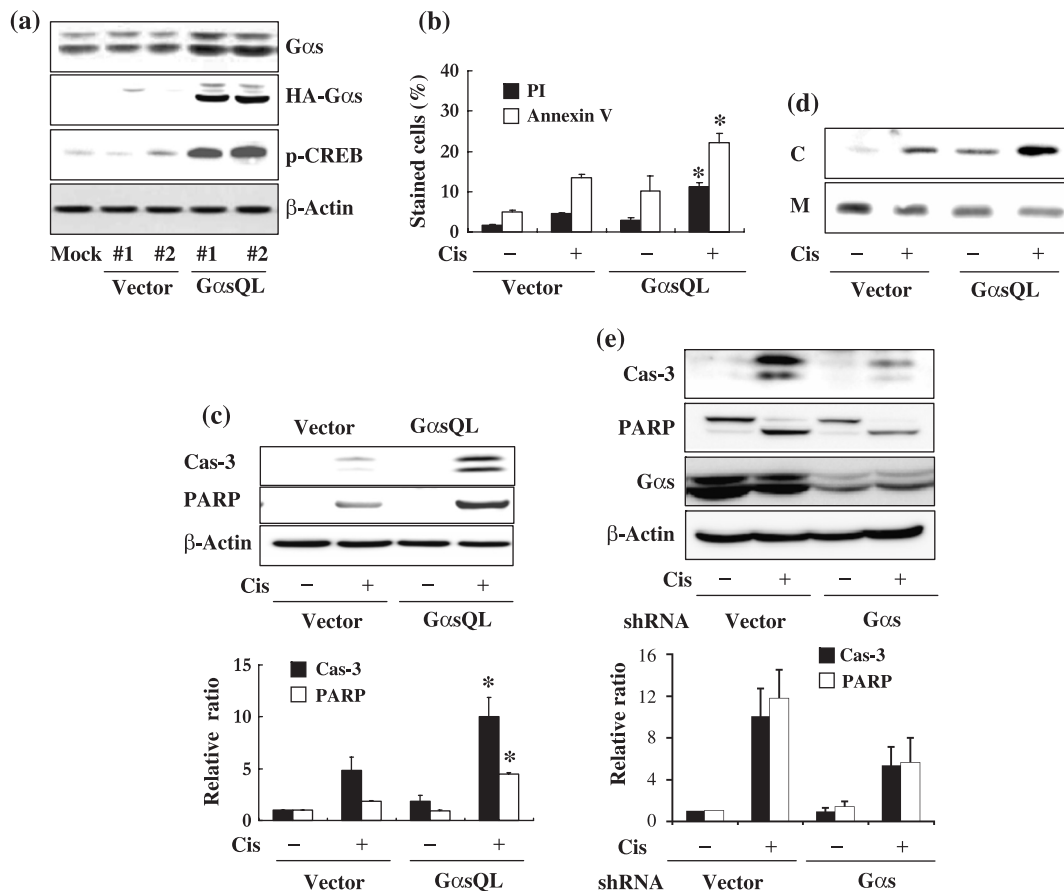 (a)
Gαs
HA-Gαs
p-CREB
β-Actin
Mock #1 #2 #1 #2
Vector GαsQL
(b)
Stained cells (%)
40
30
20
10
0
PI
Annexin V
*
*
Cis − + − +
Vector GαsQL
(d)
C
M
Cis − + − +
Vector GαsQL
(c)
Vector GαsQL
Cas-3
PARP
β-Actin
Cis − + − +
Vector GαsQL
Relative ratio
15
10
5
0
Cas-3
PARP
*
*
Cis − + − +
Vector GαsQL
(e)
Cas-3
PARP
Gαs
β-Actin
Cis − + − +
shRNA Vector Gαs
Relative ratio
16
12
8
4
0
Cas-3
PARP
Cis − + − +
shRNA Vector Gαs